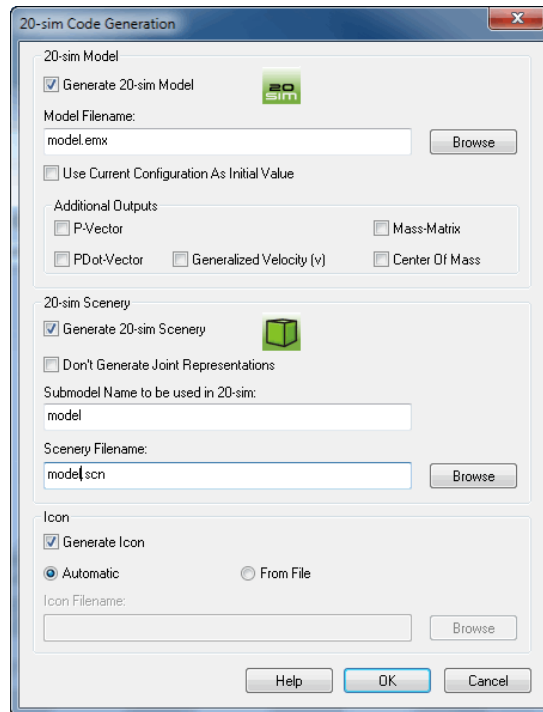 20-sim Code Generation
20-sim Model
Generate 20-sim Model
20
sim
Model Filename:
model.emx
Browse
Use Current Configuration As Initial Value
Additional Outputs
P-Vector
Mass-Matrix
PDot-Vector
Generalized Velocity (v)
Center Of Mass
20-sim Scenery
Generate 20-sim Scenery
Don't Generate Joint Representations
Submodel Name to be used in 20-sim:
model
Scenery Filename:
model.scn
Browse
Icon
Generate Icon
Automatic
From File
Icon Filename:
Browse
Help
OK
Cancel